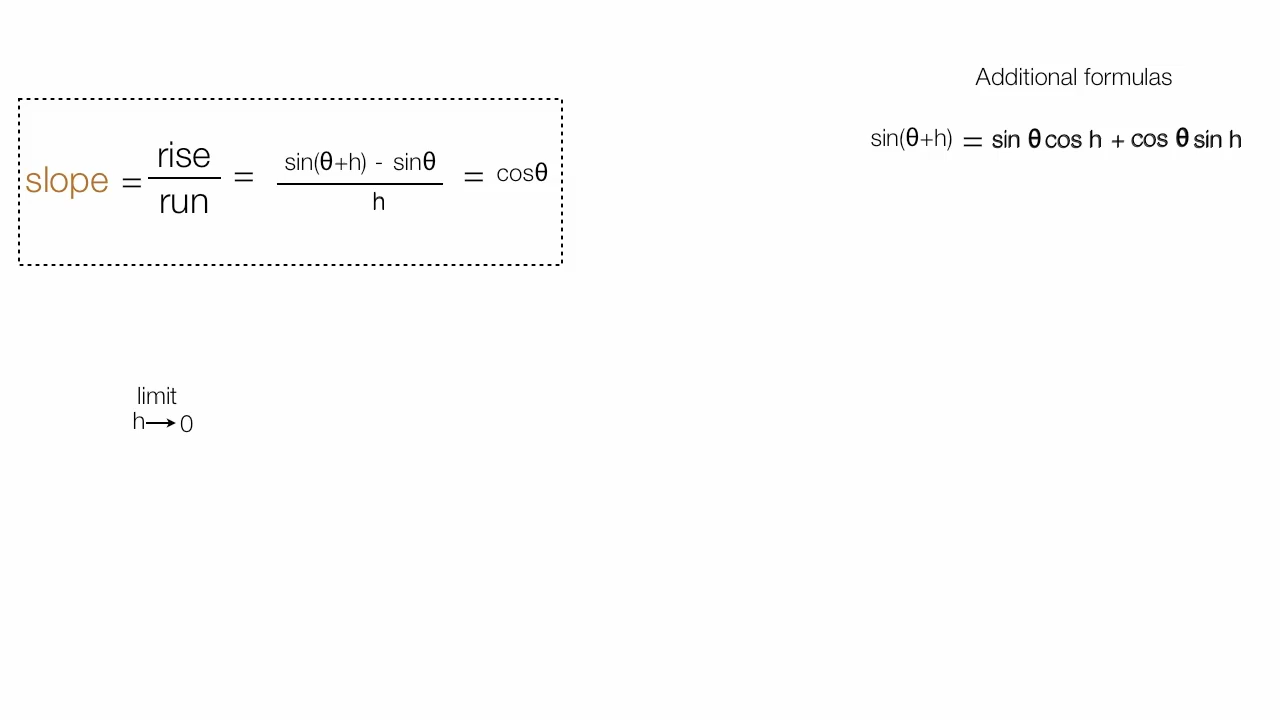 Additional formulas
sin(θ+h) = sin θ cos h + cos θ sin h
slope = rise / run = sin(θ+h) - sinθ / h = cosθ
limit
h→0